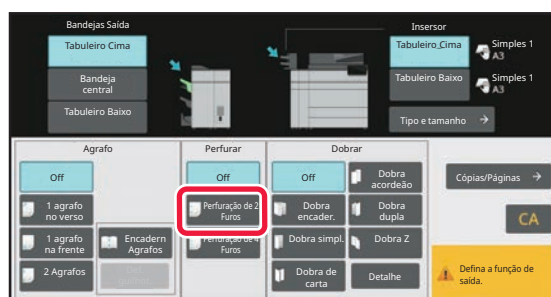 Bandejas Saída
Tabuleiro Cima
Bandeja
central
Tabuleiro Baixo
Insersor
Tabuleiro Cima
Simples 1
A3
Tabuleiro Baixo
Simples 1
A3
Tipo e tamanho
Agrafo
Off
1 agrafo
no verso
1 agrafo
na frente
2 Agrafos
Encadern
Agrafos
Perfurar
Off
Perfuração de 2
Furos
Perfuração de 4
Furos
Dobrar
Off
Dobra
acordeão
Dobra
encader.
Dobra
dupla
Dobra simpl.
Dobra Z
Dobra de
carta
Detalhe
Cópias/Páginas
CA
Defina a função de
saída.